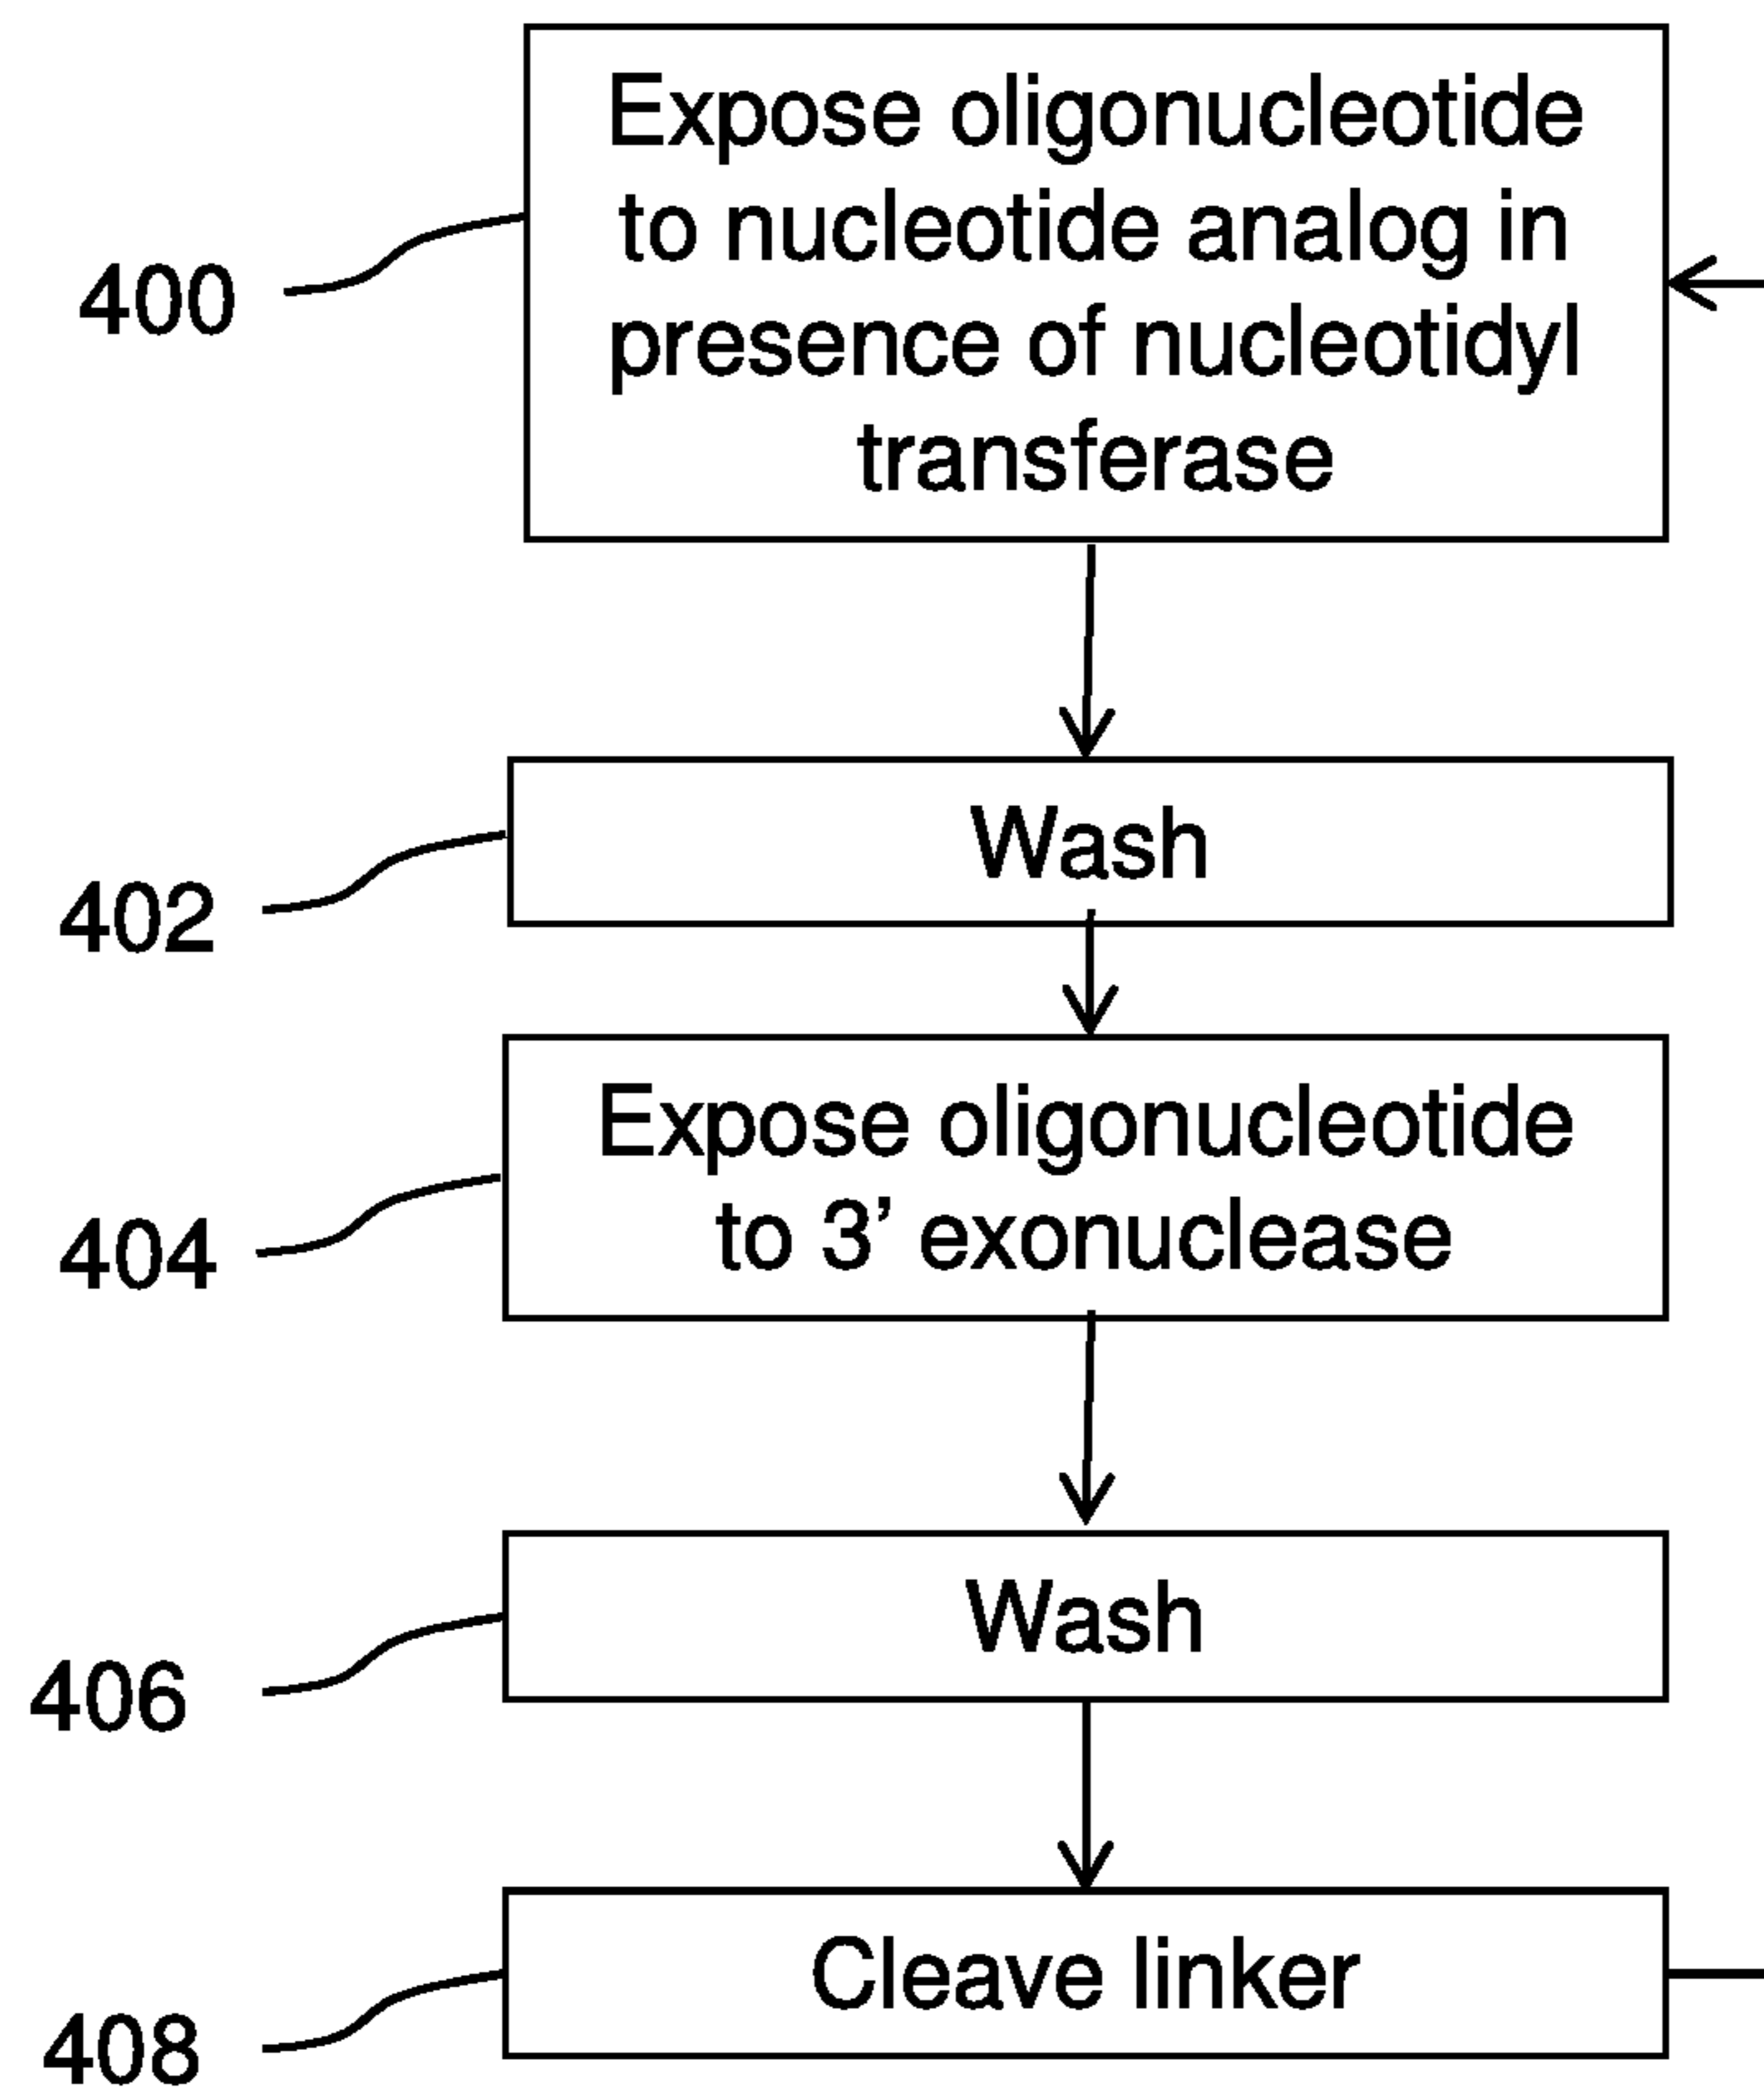 Expose oligonucleotide
to nucleotide analog in
presence of nucleotidyl
transferase
400
Wash
402
Expose oligonucleotide
to 3’ exonuclease
404
Wash
406
Cleave linker
408